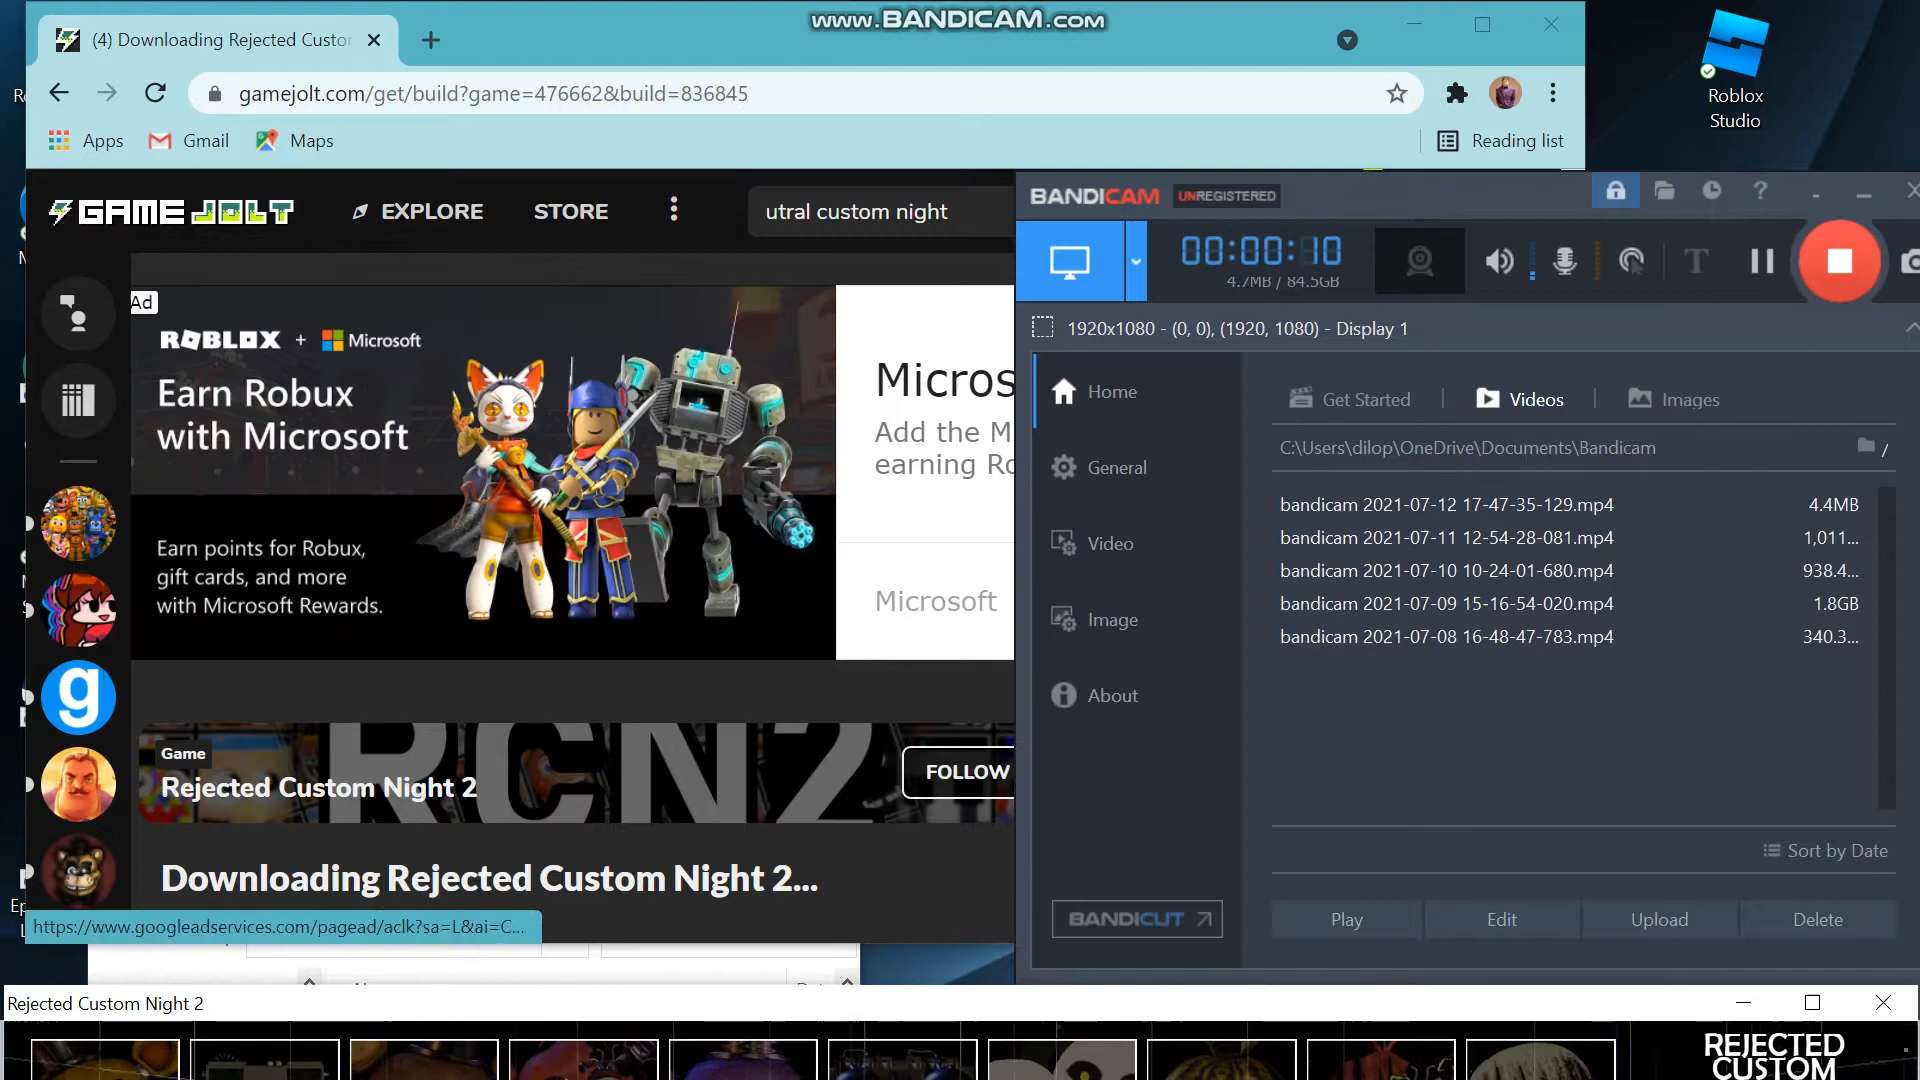 www.BANDICAM.com
(4) Downloading Rejected Custo
gamejolt.com/get/build?game=476662&build=836845
Apps
Gmail
Maps
Reading list
Roblox
Studio
GAME JOLT
EXPLORE
STORE
utral custom night
Ad
ROBLOX + Microsoft
Earn Robux
with Microsoft
Earn points for Robux,
gift cards, and more
with Microsoft Rewards.
Micros
Add the M
earning Ro
Microsoft
RCN2
Game
Rejected Custom Night 2
FOLLOW
Downloading Rejected Custom Night 2...
https://www.googleadservices.com/pagead/aclk?sa=L&ai=C...
BANDICAM UNREGISTERED
00:00:10
4.7MB / 84.5GB
1920x1080 - (0, 0), (1920, 1080) - Display 1
Home
General
Video
Image
About
BANDICUT
Get Started
Videos
Images
C:\Users\dilop\OneDrive\Documents\Bandicam
/
bandicam 2021-07-12 17-47-35-129.mp4 4.4MB
bandicam 2021-07-11 12-54-28-081.mp4 1,011...
bandicam 2021-07-10 10-24-01-680.mp4 938.4...
bandicam 2021-07-09 15-16-54-020.mp4 1.8GB
bandicam 2021-07-08 16-48-47-783.mp4 340.3...
Sort by Date
Play
Edit
Upload
Delete
Rejected Custom Night 2
REJECTED
CUSTOM